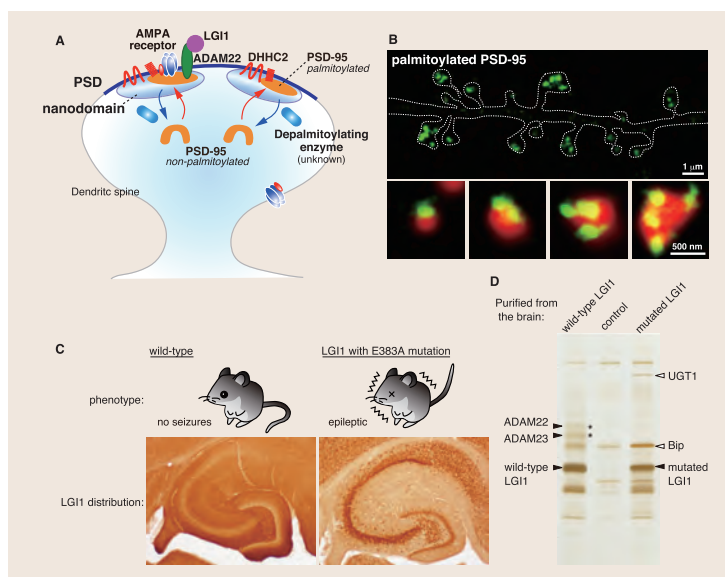 A
AMPA
receptor
LGI1
ADAM22
DHHC2
PSD-95
palmitoylated
PSD
nanodomain
PSD-95
non-palmitoylated
Depalmitoylating
enzyme
(unknown)
Dendritc spine
B
palmitoylated PSD-95
1 μm
500 nm
C
wild-type
LGI1 with E383A mutation
phenotype:
no seizures
epileptic
LGI1 distribution:
D
Purified from
the brain:
wild-type LGI1
control
mutated LGI1
UGT1
ADAM22
*
ADAM23
*
Bip
wild-type
LGI1
mutated
LGI1